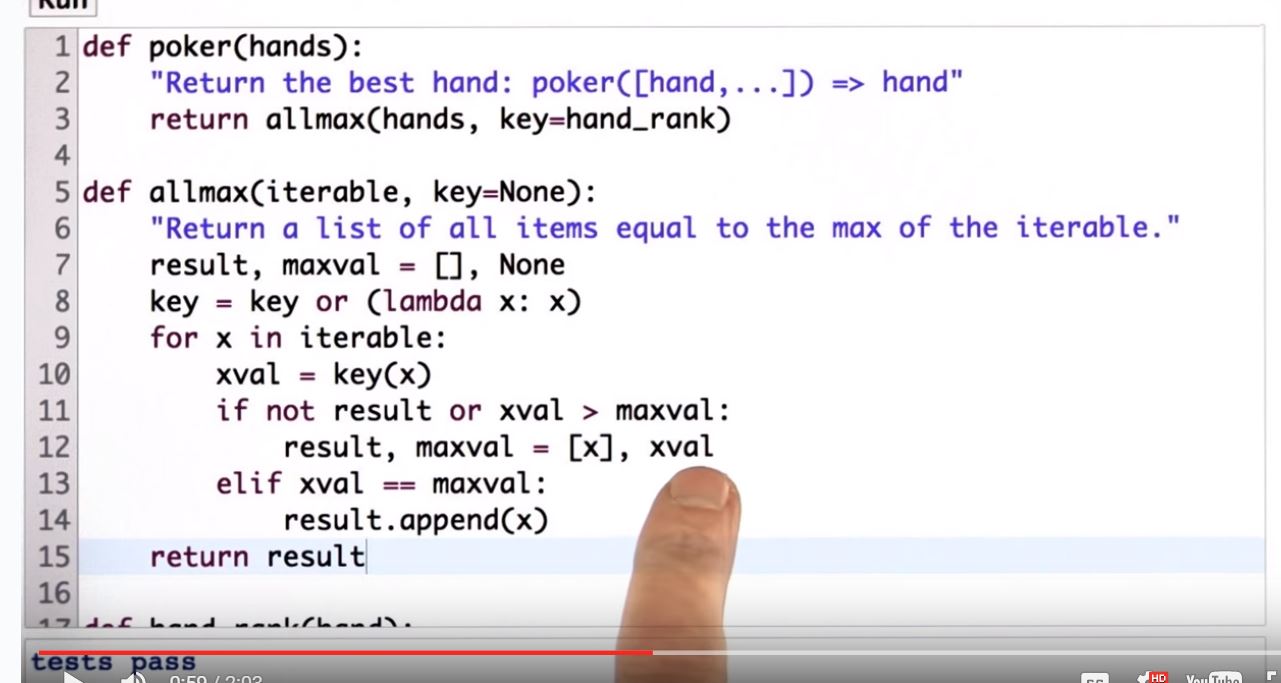 Run
1 def poker(hands):
2 "Return the best hand: poker([hand,...]) => hand"
3 return allmax(hands, key=hand_rank)
4
5 def allmax(iterable, key=None):
6 "Return a list of all items equal to the max of the iterable."
7 result, maxval = [], None
8 key = key or (lambda x: x)
9 for x in iterable:
10 xval = key(x)
11 if not result or xval > maxval:
12 result, maxval = [x], xval
13 elif xval == maxval:
14 result.append(x)
15 return result
16
17 def hand_rank(hand):
tests pass
0:59 / 2:03 CC HD YouTube